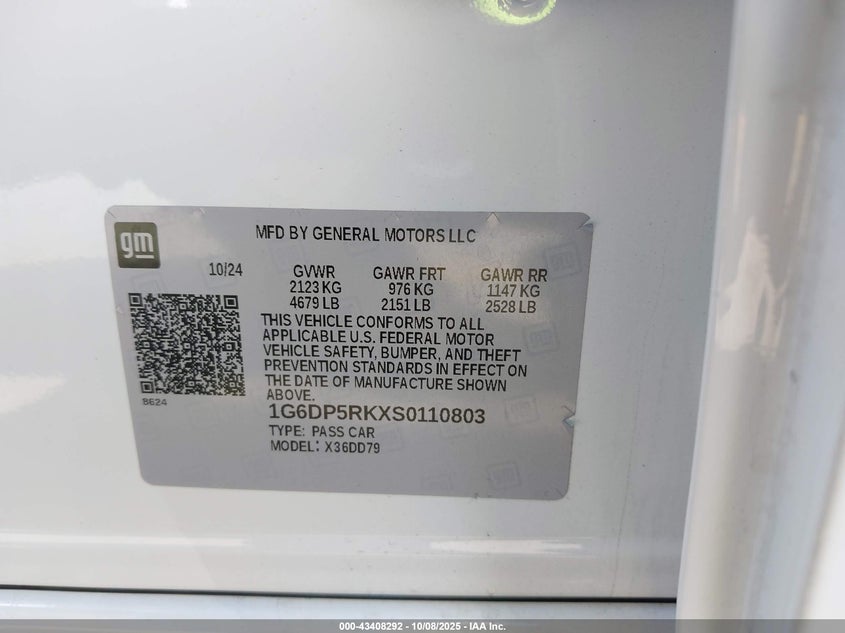 gm
MFD BY GENERAL MOTORS LLC
10/24
GVWR GAWR FRT GAWR RR
2123 KG 976 KG 1147 KG
4679 LB 2151 LB 2528 LB
THIS VEHICLE CONFORMS TO ALL
APPLICABLE U.S. FEDERAL MOTOR
VEHICLE SAFETY, BUMPER, AND THEFT
PREVENTION STANDARDS IN EFFECT ON
THE DATE OF MANUFACTURE SHOWN
ABOVE.
8624
1G6DP5RKXS0110803
TYPE: PASS CAR
MODEL: X36DD79
000-43408292 - 10/08/2025 - IAA Inc.